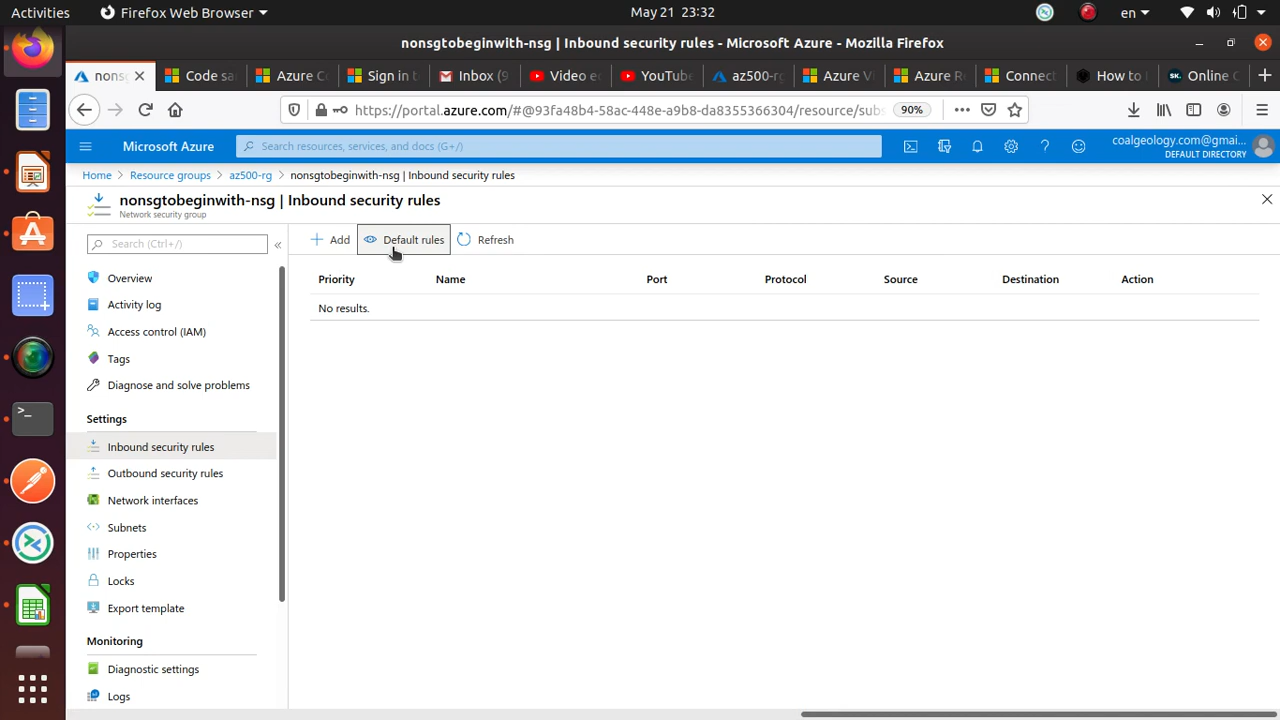 Activities
Firefox Web Browser
May 21 23:32
en
nonsgtobeginwith-nsg | Inbound security rules - Microsoft Azure - Mozilla Firefox
nons
Code sa
Azure C
Sign in t
Inbox (9
Video e
YouTube
az500-r
Azure V
Azure R
Connect
How to
SK.
Online C
https://portal.azure.com/#@93fa48b4-58ac-448e-a9b8-da8355366304/resource/subs
90%
Microsoft Azure
Search resources, services, and docs (G+/)
coalgeology.com@gmai...
DEFAULT DIRECTORY
Home
Resource groups
az500-rg
nonsgtobeginwith-nsg | Inbound security rules
nonsgtobeginwith-nsg | Inbound security rules
Network security group
Search (Ctrl+/)
Add
Default rules
Refresh
Priority
Name
Port
Protocol
Source
Destination
Action
No results.
Overview
Activity log
Access control (IAM)
Tags
Diagnose and solve problems
Settings
Inbound security rules
Outbound security rules
Network interfaces
Subnets
Properties
Locks
Export template
Monitoring
Diagnostic settings
Logs